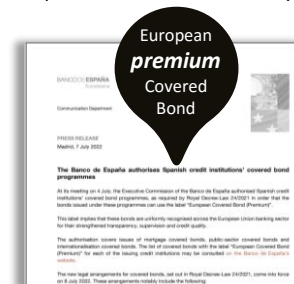 European
premium
Covered
Bond
BANCO DE ESPAÑA
Eurosistema
Communication Department
PRESS RELEASE
Madrid, 7 July 2022
The Banco de España authorises Spanish credit institutions' covered bond
programmes
At its meeting on 4 July, the Executive Commission of the Banco de España authorised Spanish credit
institutions' covered bond programmes, as required by Royal Decree-Law 24/2021 in order that the
bonds issued under these programmes can use the label "European Covered Bond (Premium)".
This label implies that these bonds are uniformly recognised across the European Union banking sector
for their strengthened transparency, supervision and credit quality.
The authorisation covers issues of mortgage covered bonds, public-sector covered bonds and
internationalisation covered bonds. The list of covered bonds with the label "European Covered Bond
(Premium)" for each of the issuing credit institutions may be consulted on the Banco de España's
website.
The new legal arrangements for covered bonds, set out in Royal Decree-Law 24/2021, come into force
on 8 July 2022. These arrangements notably include the following: